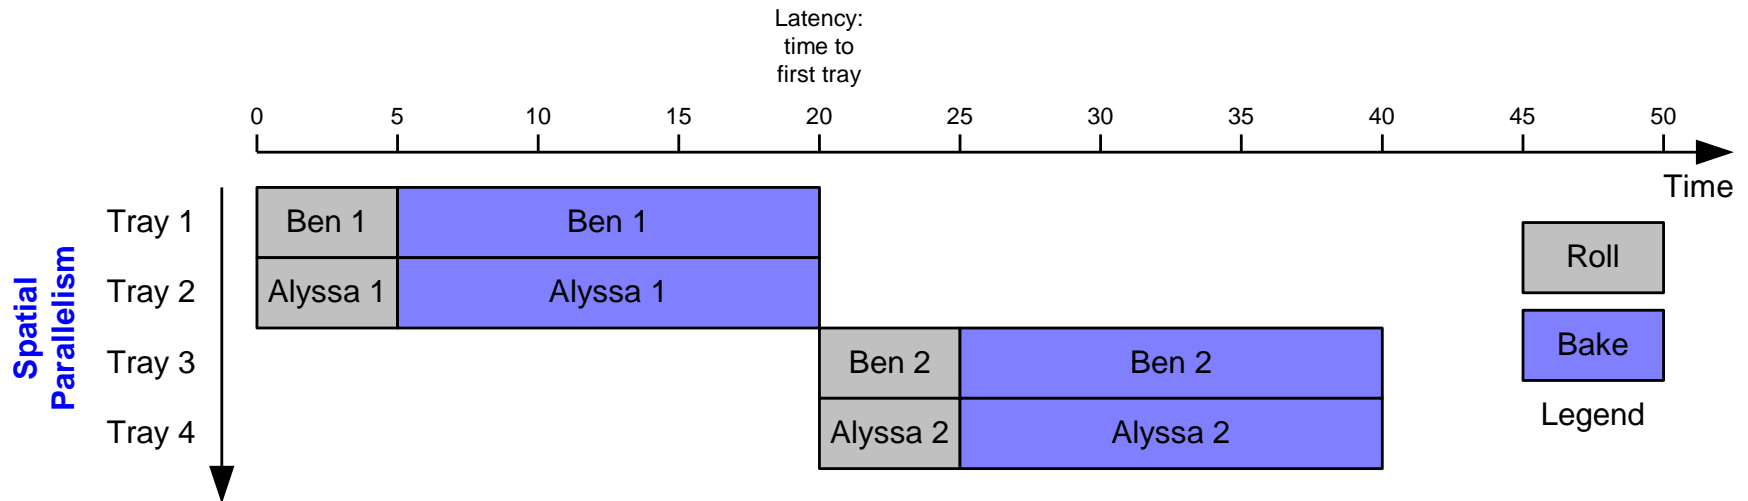 Latency:
time to
first tray
0 5 10 15 20 25 30 35 40 45 50
Time
Spatial
Parallelism
Tray 1 Ben 1 Ben 1
Tray 2 Alyssa 1 Alyssa 1
Tray 3 Ben 2 Ben 2
Tray 4 Alyssa 2 Alyssa 2
Roll
Bake
Legend